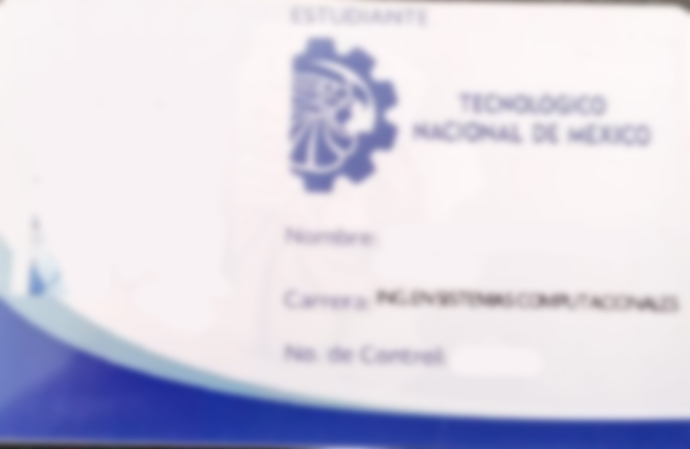 ESTUDIANTE
TECNOLÓGICO
NACIONAL DE MÉXICO
Nombre:
Carrera: ING. EN SISTEMAS COMPUTACIONALES
No. de Control: